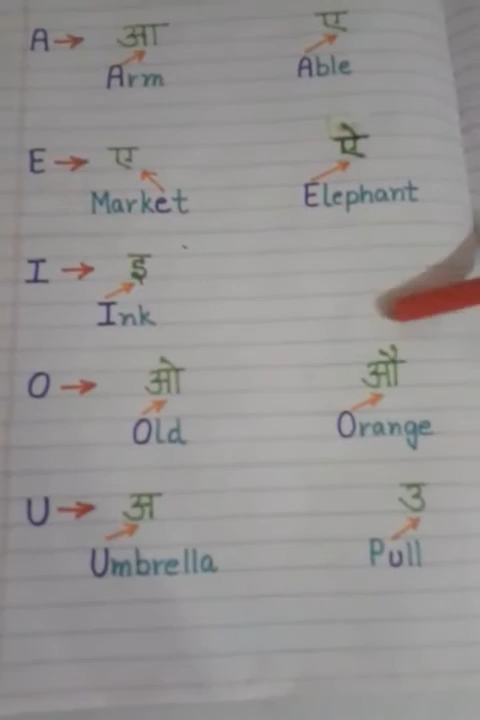 A → आ ए
Arm Able
E → ए ऐ
Market Elephant
I → इ
Ink
O → ओ औ
Old Orange
U → अ उ
Umbrella Pull